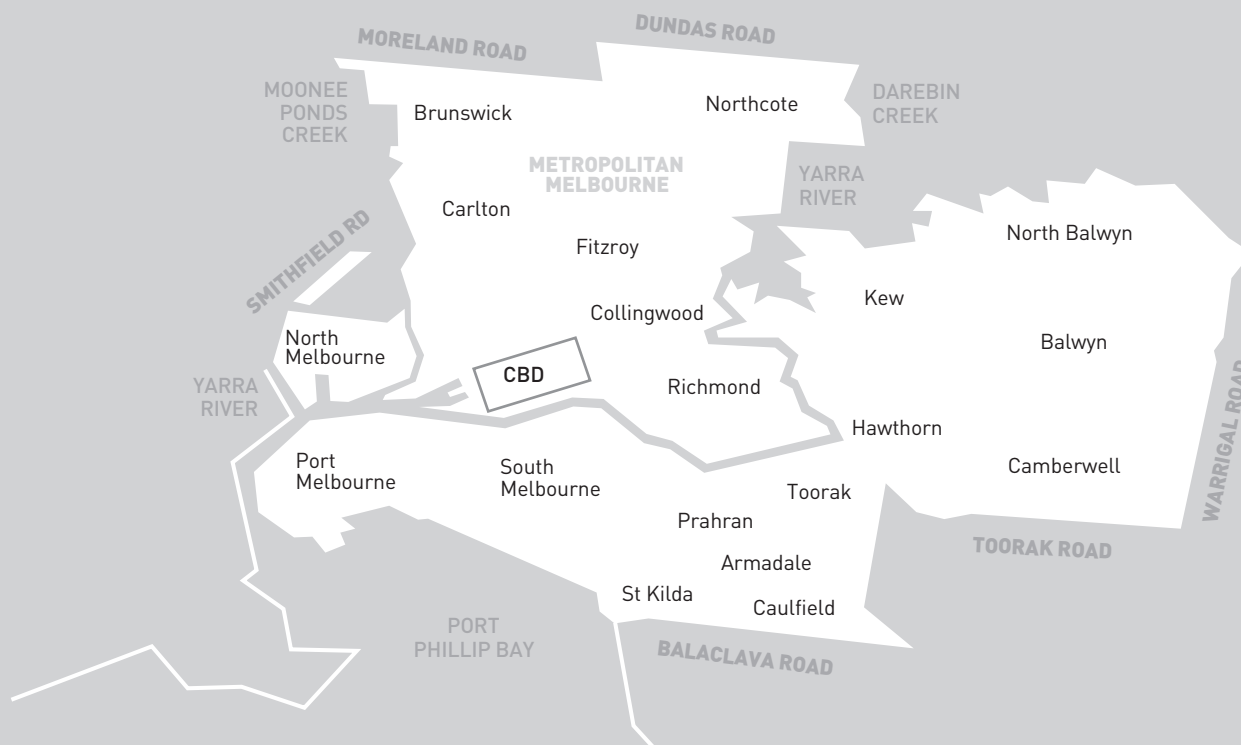 DUNDAS ROAD
MORELAND ROAD
MOONEE
PONDS
CREEK
Brunswick
Northcote
DAREBIN
CREEK
METROPOLITAN
MELBOURNE
YARRA
RIVER
Carlton
SMITHFIELD RD
Fitzroy
North Balwyn
Kew
Collingwood
North
Melbourne
Balwyn
CBD
Richmond
YARRA
RIVER
WARRIGAL ROAD
Hawthorn
Port
Melbourne
South
Melbourne
Camberwell
Toorak
Prahran
TOORAK ROAD
Armadale
St Kilda
Caulfield
PORT
PHILLIP BAY
BALACLAVA ROAD